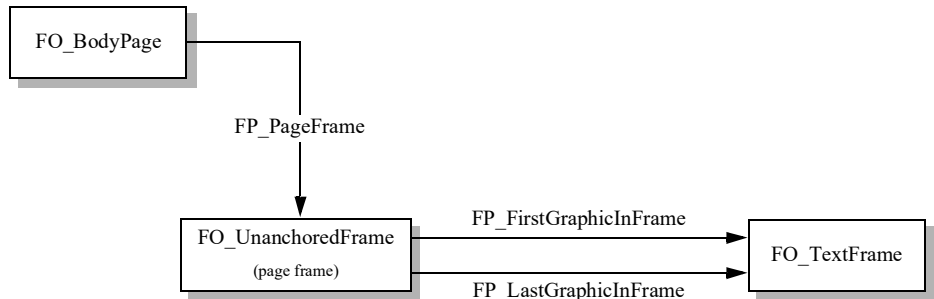 FO_BodyPage
FP_PageFrame
FP_FirstGraphicInFrame
FO_UnanchoredFrame
(page frame)
FO_TextFrame
FP_LastGraphicInFrame